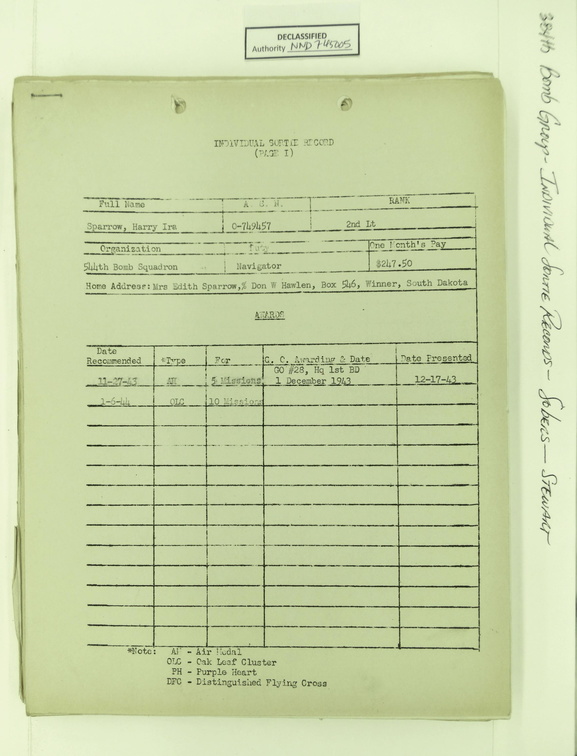 DECLASSIFIED
Authority NND 745005
384th Bomb Group - Individual Sortie Records - Sobers - Stewart
INDIVIDUAL SORTIE RECORD
(PAGE I)
Full Name A. S. N. RANK
Sparrow, Harry Ira 0-749457 2nd Lt
Organization Duty One Month's Pay
544th Bomb Squadron Navigator $247.50
Home Address: Mrs Edith Sparrow,% Don W Hawlen, Box 546, Winner, South Dakota
AWARDS
Date
Recommended *Type For G. O. Awarding & Date Date Presented
GO #28, Hq 1st BD
11-27-43 AM 5 Missions 1 December 1943 12-17-43
1-6-44 OLC 10 Missions
*Note: AM - Air Medal
OLC - Oak Leaf Cluster
PH - Purple Heart
DFC - Distinguished Flying Cross